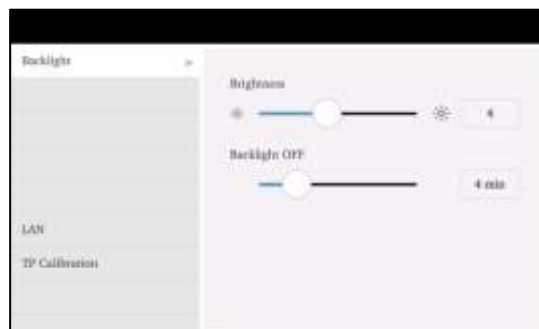 Backlight >
Brightness
4
Backlight OFF
4 min
LAN
TP Calibration